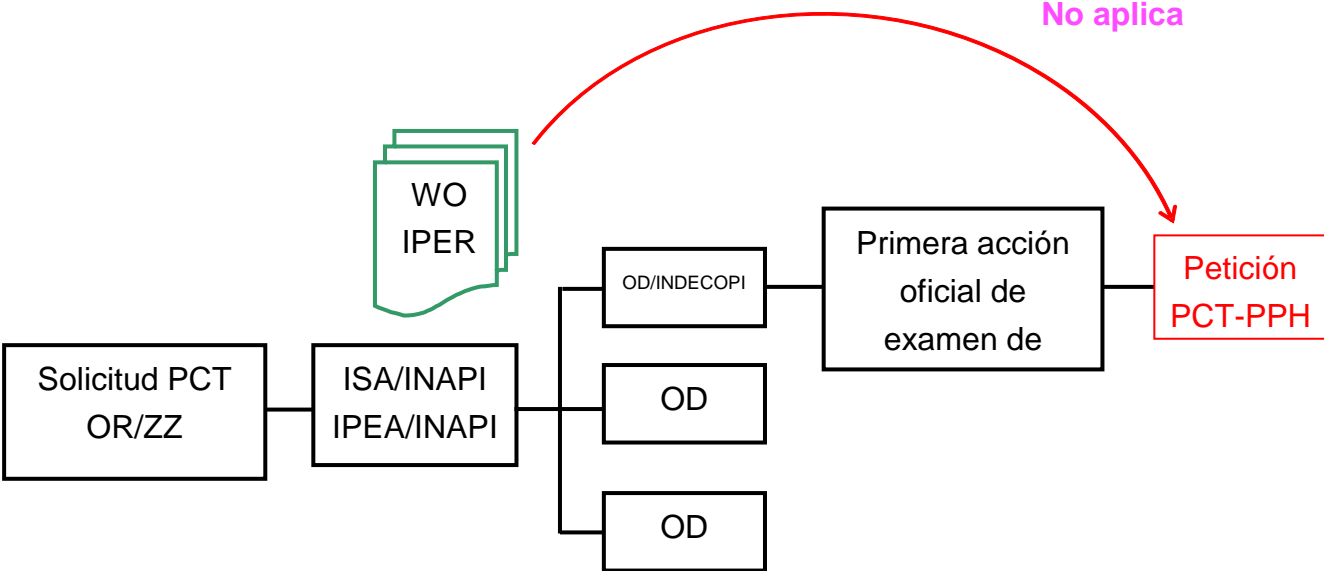 No aplica
WO
IPER
Primera acción
oficial de
examen de
OD/INDECOPI
Petición
PCT-PPH
Solicitud PCT
OR/ZZ
ISA/INAPI
IPEA/INAPI
OD
OD